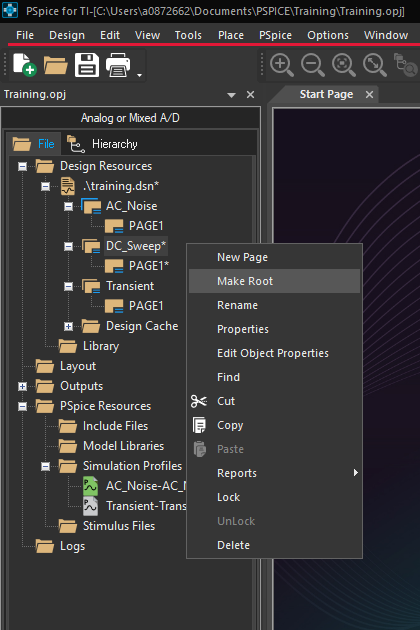 PSpice for TI-[C:\Users\a0872662\Documents\PSPICE\Training\Training.opj]
File Design Edit View Tools Place PSpice Options Window
Training.opj
Start Page
Analog or Mixed A/D
File Hierarchy
Design Resources
.\training.dsn*
AC_Noise
PAGE1
DC_Sweep*
PAGE1*
Transient
PAGE1
Design Cache
Library
Layout
Outputs
PSpice Resources
Include Files
Model Libraries
Simulation Profiles
AC_Noise-AC_N
Transient-Trans
Stimulus Files
Logs
New Page
Make Root
Rename
Properties
Edit Object Properties
Find
Cut
Copy
Paste
Reports
Lock
UnLock
Delete